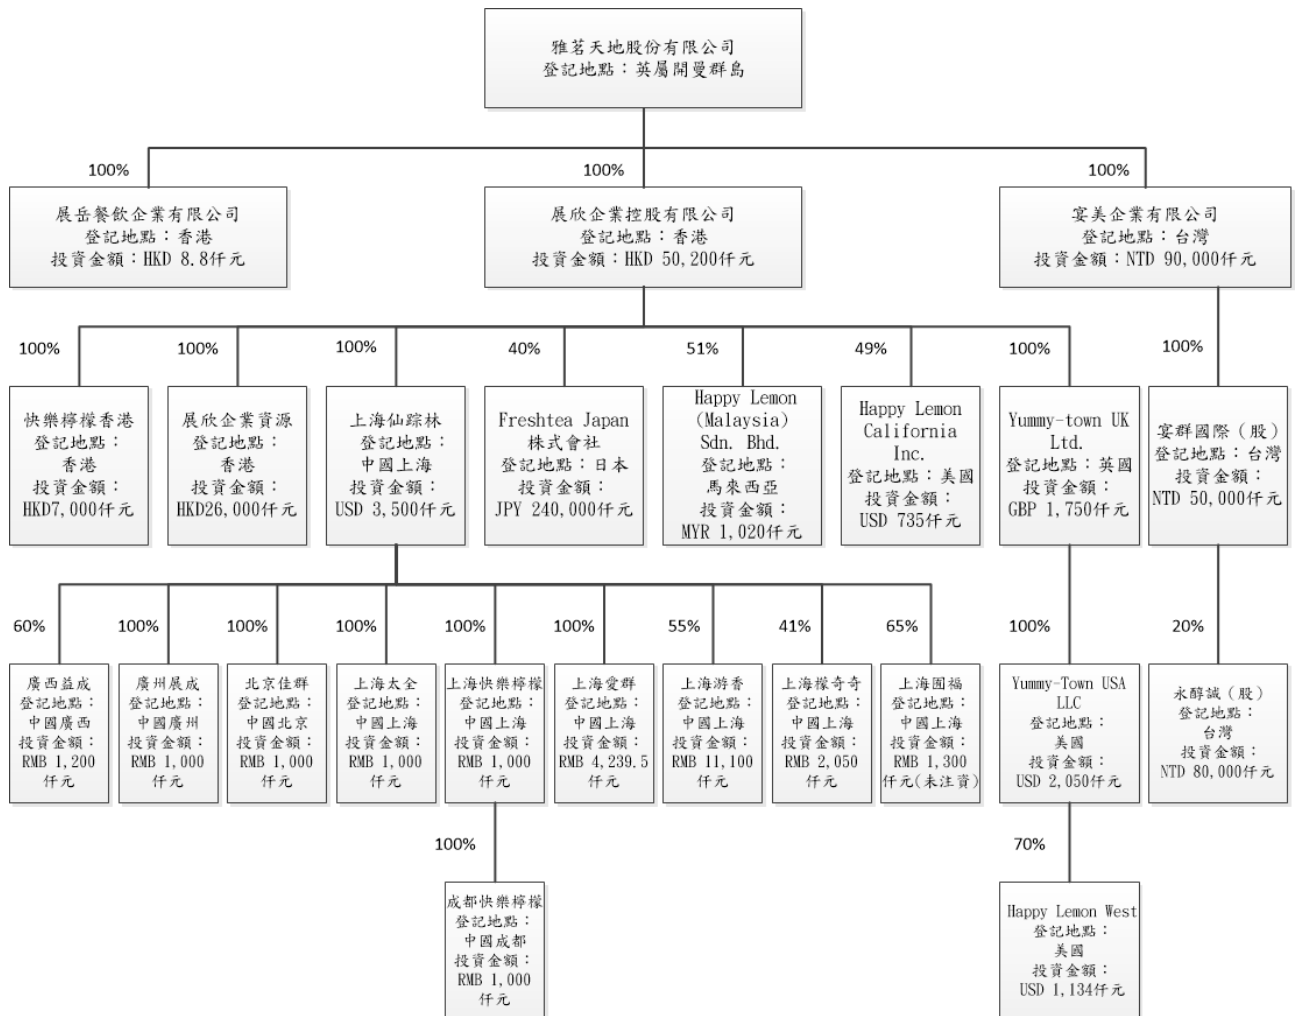 雅茗天地股份有限公司
登記地點：英屬開曼群島
100%
100%
100%
展岳餐飲企業有限公司
登記地點：香港
投資金額：HKD 8.8仟元
展欣企業控股有限公司
登記地點：香港
投資金額：HKD 50,200仟元
宴美企業有限公司
登記地點：台灣
投資金額：NTD 90,000仟元
100%
100%
100%
40%
51%
49%
100%
100%
快樂檸檬香港
登記地點：
香港
投資金額：
HKD7,000仟元
展欣企業資源
登記地點：
香港
投資金額：
HKD26,000仟元
上海仙踪林
登記地點：
中國上海
投資金額：
USD 3,500仟元
Freshtea Japan
株式會社
登記地點：日本
投資金額：
JPY 240,000仟元
Happy Lemon
(Malaysia)
Sdn. Bhd.
登記地點：
馬來西亞
投資金額：
MYR 1,020仟元
Happy Lemon
California
Inc.
登記地點：美國
投資金額：
USD 735仟元
Yummy-town UK
Ltd.
登記地點：英國
投資金額：
GBP 1,750仟元
宴群國際（股）
登記地點：台灣
投資金額：
NTD 50,000仟元
60%
100%
100%
100%
100%
100%
55%
41%
65%
100%
20%
廣西益成
登記地點：
中國廣西
投資金額：
RMB 1,200
仟元
廣州展成
登記地點：
中國廣州
投資金額：
RMB 1,000
仟元
北京佳群
登記地點：
中國北京
投資金額：
RMB 1,000
仟元
上海太全
登記地點：
中國上海
投資金額：
RMB 1,000
仟元
上海快樂檸檬
登記地點：
中國上海
投資金額：
RMB 1,000
仟元
上海愛群
登記地點：
中國上海
投資金額：
RMB 4,239.5
仟元
上海游香
登記地點：
中國上海
投資金額：
RMB 11,100
仟元
上海檬奇奇
登記地點：
中國上海
投資金額：
RMB 2,050
仟元
上海囿福
登記地點：
中國上海
投資金額：
RMB 1,300
仟元(未注資)
Yummy-Town USA
LLC
登記地點：
美國
投資金額：
USD 2,050仟元
永醇誠（股）
登記地點：
台灣
投資金額：
NTD 80,000仟元
100%
70%
成都快樂檸檬
登記地點：
中國成都
投資金額：
RMB 1,000
仟元
Happy Lemon West
登記地點：
美國
投資金額：
USD 1,134仟元